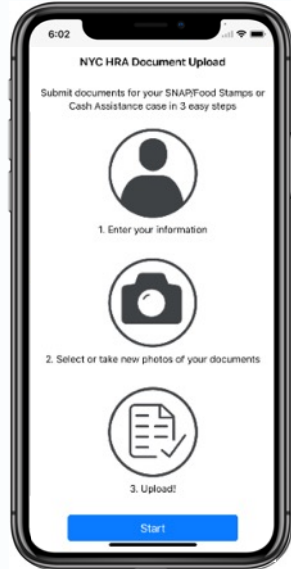 6:02
NYC HRA Document Upload
Submit documents for your SNAP/Food Stamps or
Cash Assistance case in 3 easy steps
1. Enter your information
2. Select or take new photos of your documents
3. Upload!
Start